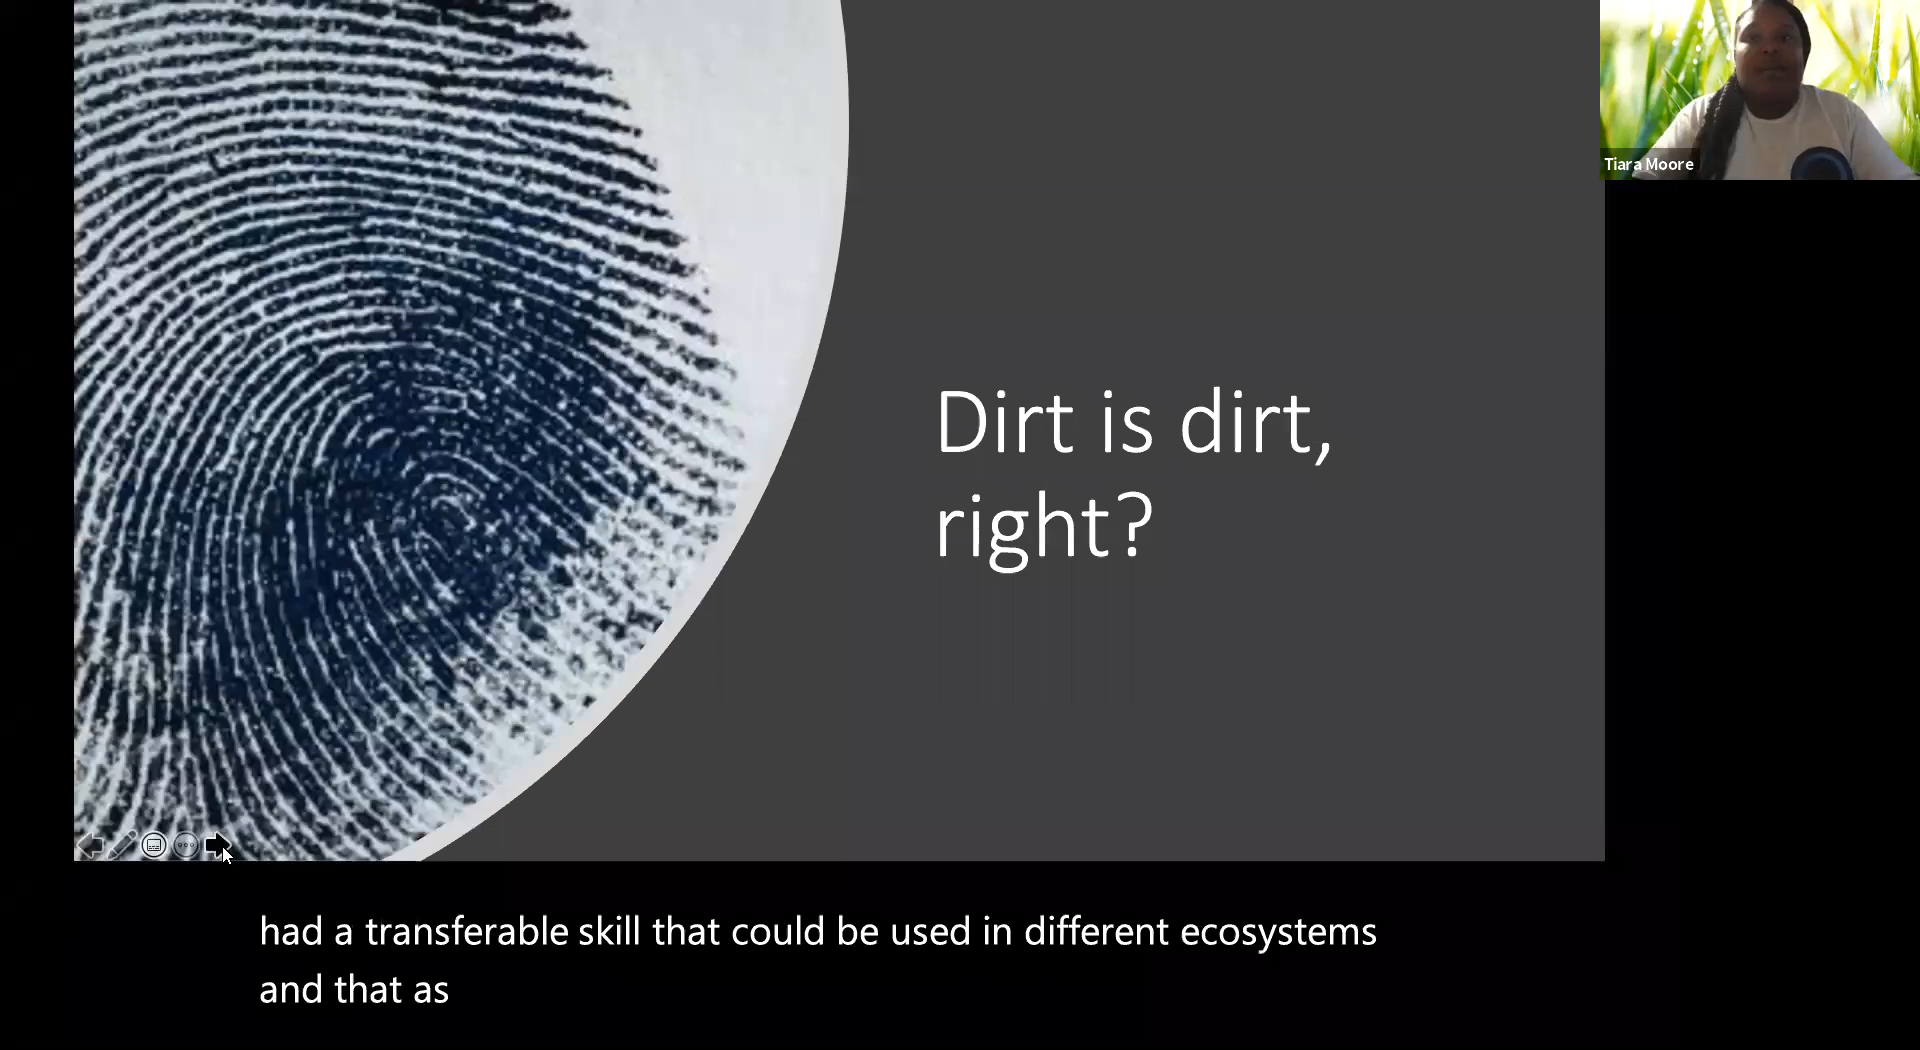 Dirt is dirt,
right?
Tiara Moore
had a transferable skill that could be used in different ecosystems
and that as